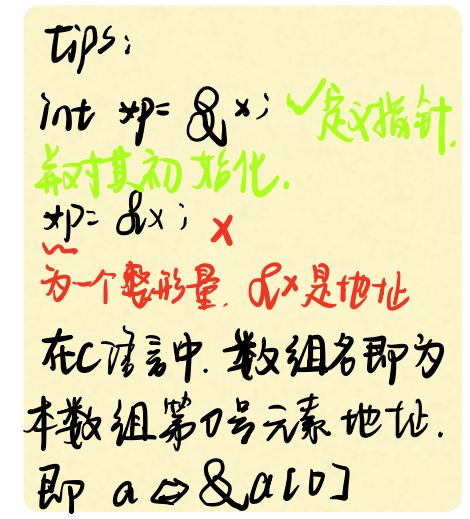 tips:
int *p= &x; ✓定义指针,
并对其初始化.
*p= &x; x
为一个整形量. &x是地址
在C语言中.数组名即为
本数组第0号元素地址.
即 a⇔&a[0]